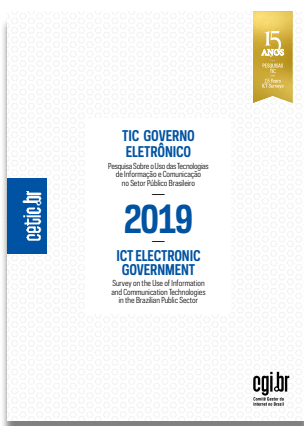 15
ANOS
PESQUISAS
TIC
15 Years
ICT Surveys
TIC GOVERNO
ELETRÔNICO
Pesquisa Sobre o Uso das Tecnologias
de Informação e Comunicação
no Setor Público Brasileiro
2019
ICT ELECTRONIC
GOVERNMENT
Survey on the Use of Information
and Communication Technologies
in the Brazilian Public Sector
cetic.br
cgi.br
Comitê Gestor da
Internet no Brasil